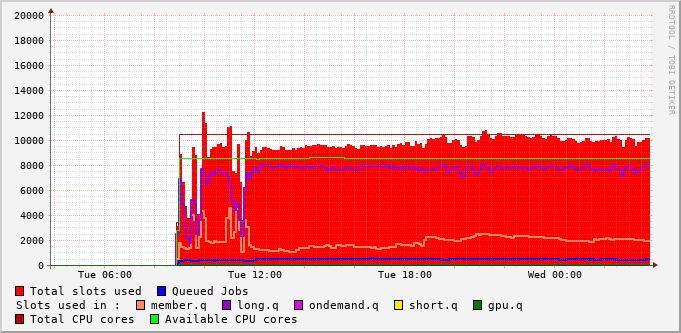 20000
18000
16000
14000
12000
10000
8000
6000
4000
2000
0
Tue 06:00 Tue 12:00 Tue 18:00 Wed 00:00
Total slots used Queued Jobs
Slots used in : member.q long.q ondemand.q short.q gpu.q
Total CPU cores Available CPU cores
RRDTOOL / TOBI OETIKER